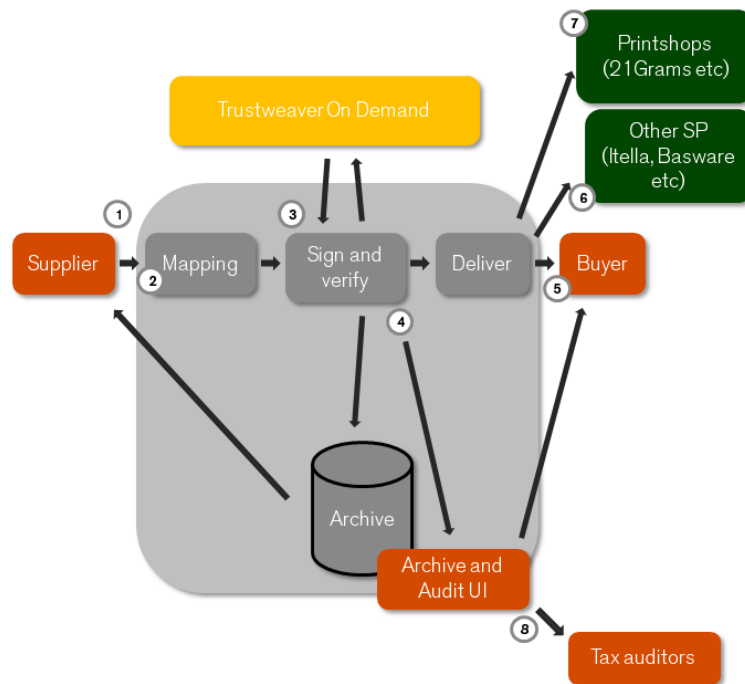 7
Printshops
(21Grams etc)
Trustweaver On Demand
Other SP
(Itella, Basware
etc)
6
1
3
Supplier
2
Mapping
Sign and
verify
Deliver
5
Buyer
4
Archive
Archive and
Audit UI
8
Tax auditors